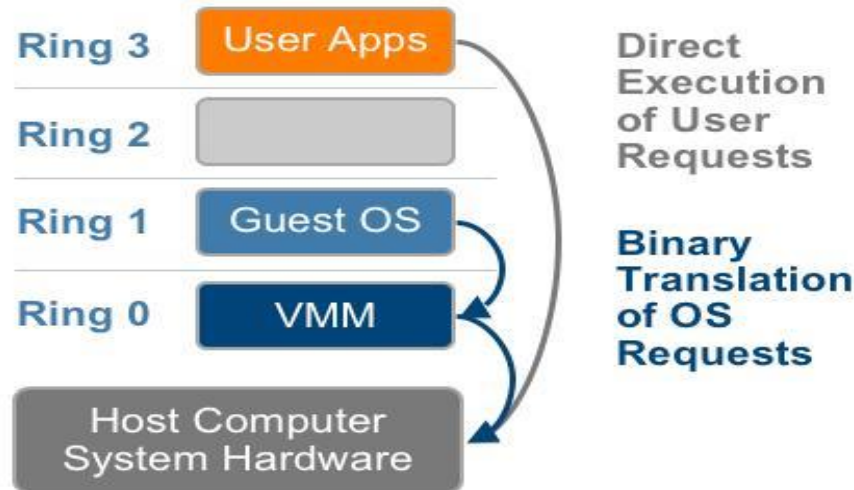 Ring 3
User Apps
Ring 2
Ring 1
Guest OS
Ring 0
VMM
Host Computer
System Hardware
Direct
Execution
of User
Requests
Binary
Translation
of OS
Requests